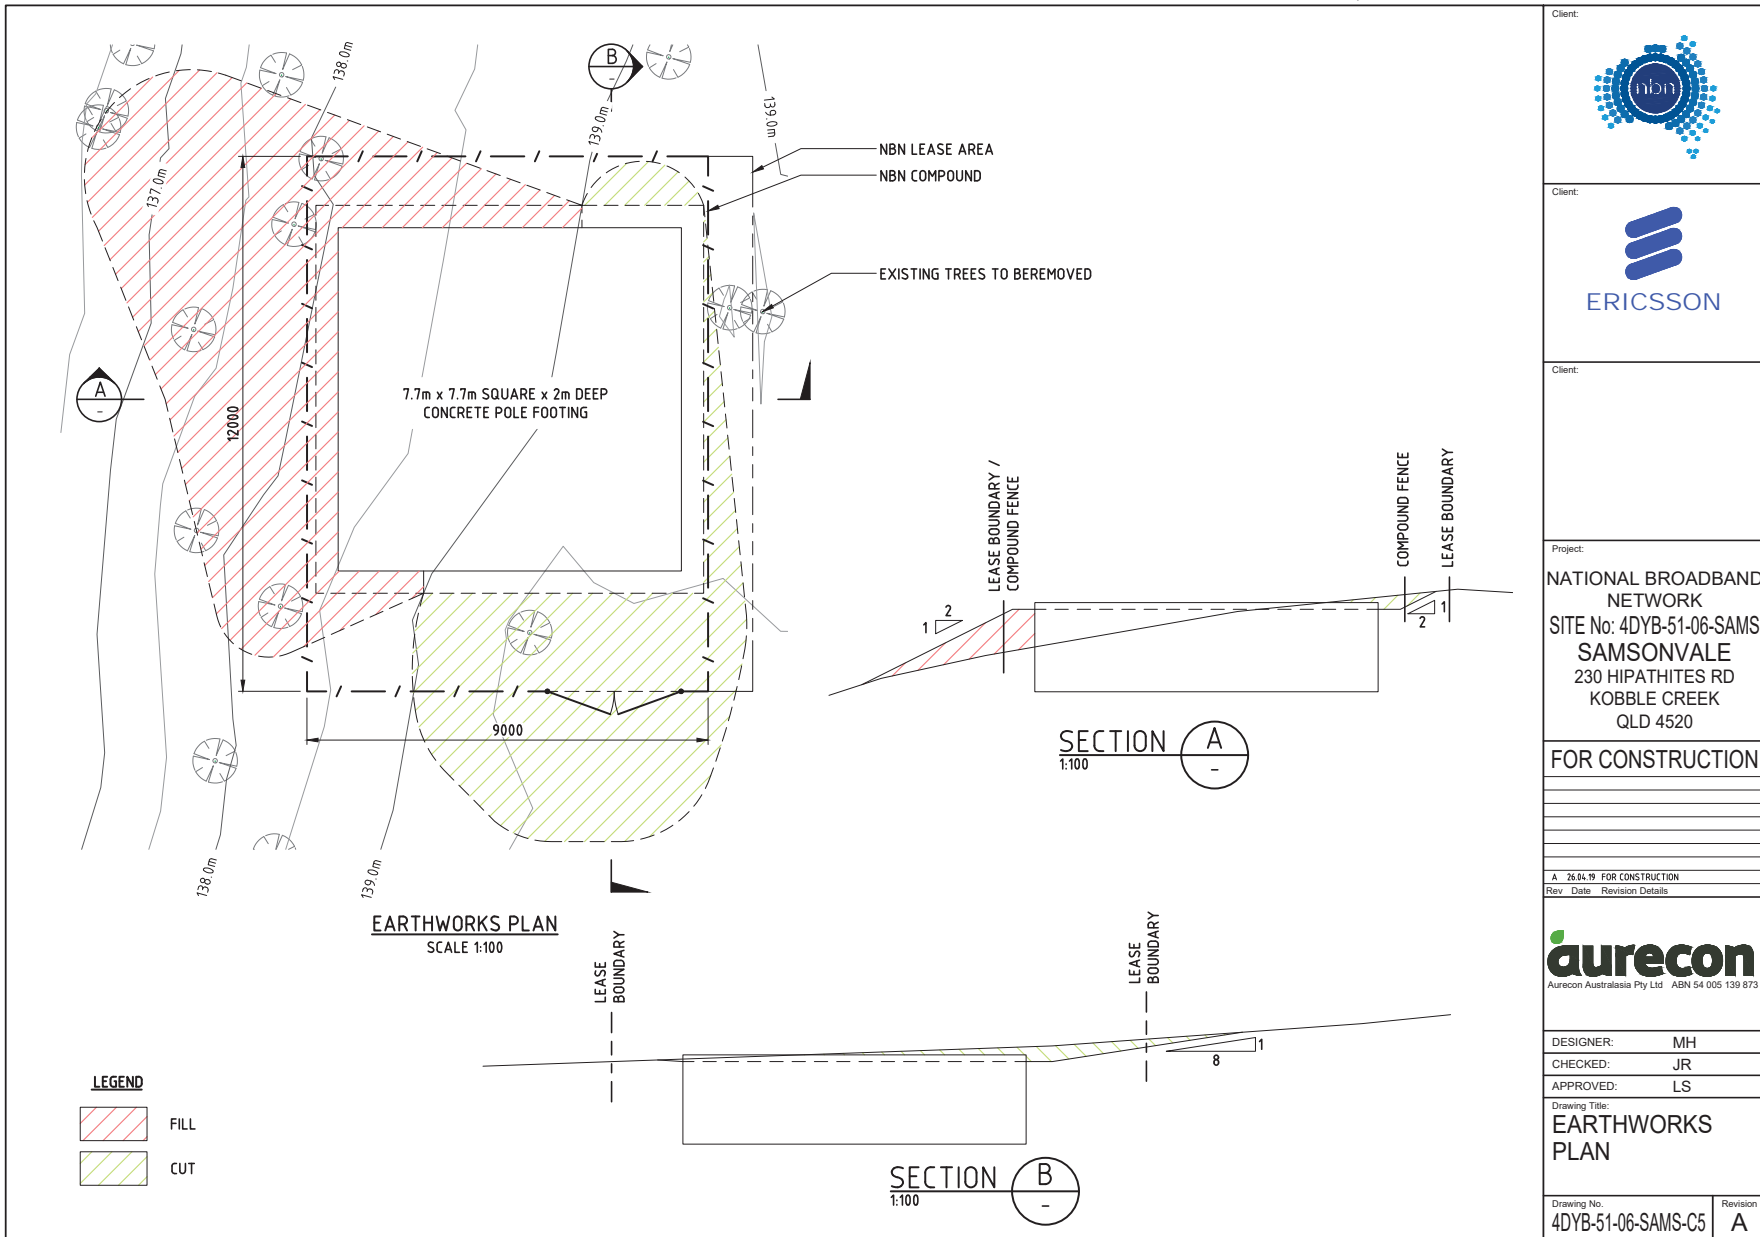 138.0m
B
-
139.0m
139.0m
137.0m
NBN LEASE AREA
NBN COMPOUND
EXISTING TREES TO BEREMOVED
A
-
12000
7.7m x 7.7m SQUARE x 2m DEEP
CONCRETE POLE FOOTING
9000
138.0m
139.0m
EARTHWORKS PLAN
SCALE 1:100
LEASE BOUNDARY /
COMPOUND FENCE
COMPOUND FENCE
LEASE BOUNDARY
2
1
1
2
SECTION
1:100
A
-
LEASE
BOUNDARY
LEASE
BOUNDARY
1
8
SECTION
1:100
B
-
LEGEND
FILL
CUT
Client:
nbn
Client:
ERICSSON
Client:
Project:
NATIONAL BROADBAND
NETWORK
SITE No: 4DYB-51-06-SAMS
SAMSONVALE
230 HIPATHITES RD
KOBBLE CREEK
QLD 4520
FOR CONSTRUCTION
A 26.04.19 FOR CONSTRUCTION
Rev Date Revision Details
aurecon
Aurecon Australasia Pty Ltd ABN 54 005 139 873
DESIGNER: MH
CHECKED: JR
APPROVED: LS
Drawing Title:
EARTHWORKS
PLAN
Drawing No.
4DYB-51-06-SAMS-C5
Revision
A